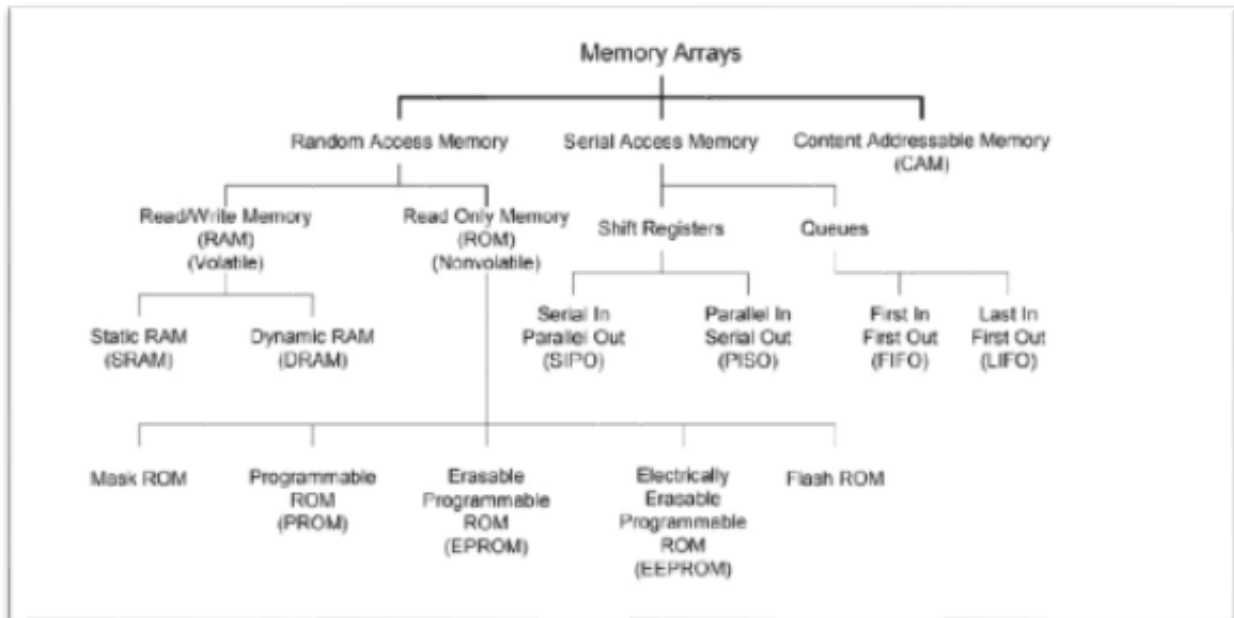 Memory Arrays
Random Access Memory
Serial Access Memory
Content Addressable Memory
(CAM)
Read/Write Memory
(RAM)
(Volatile)
Read Only Memory
(ROM)
(Nonvolatile)
Shift Registers
Queues
Static RAM
(SRAM)
Dynamic RAM
(DRAM)
Serial In
Parallel Out
(SIPO)
Parallel In
Serial Out
(PISO)
First In
First Out
(FIFO)
Last In
First Out
(LIFO)
Mask ROM
Programmable
ROM
(PROM)
Erasable
Programmable
ROM
(EPROM)
Electrically
Erasable
Programmable
ROM
(EEPROM)
Flash ROM